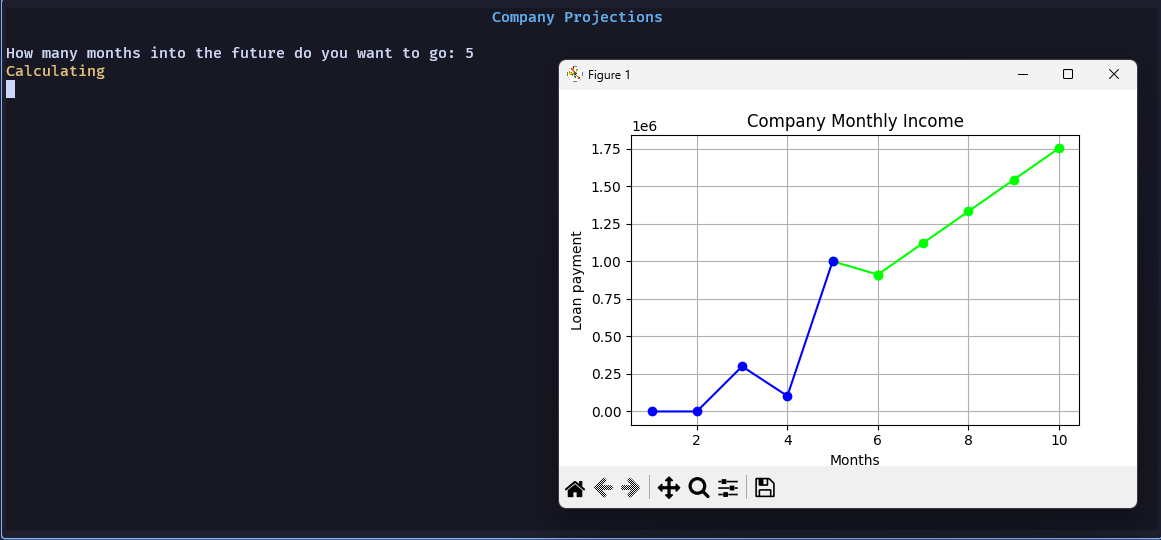 Company Projections
How many months into the future do you want to go: 5
Calculating
Figure 1
Company Monthly Income
1e6
1.75
1.50
1.25
1.00
0.75
0.50
0.25
0.00
Loan payment
2 4 6 8 10
Months